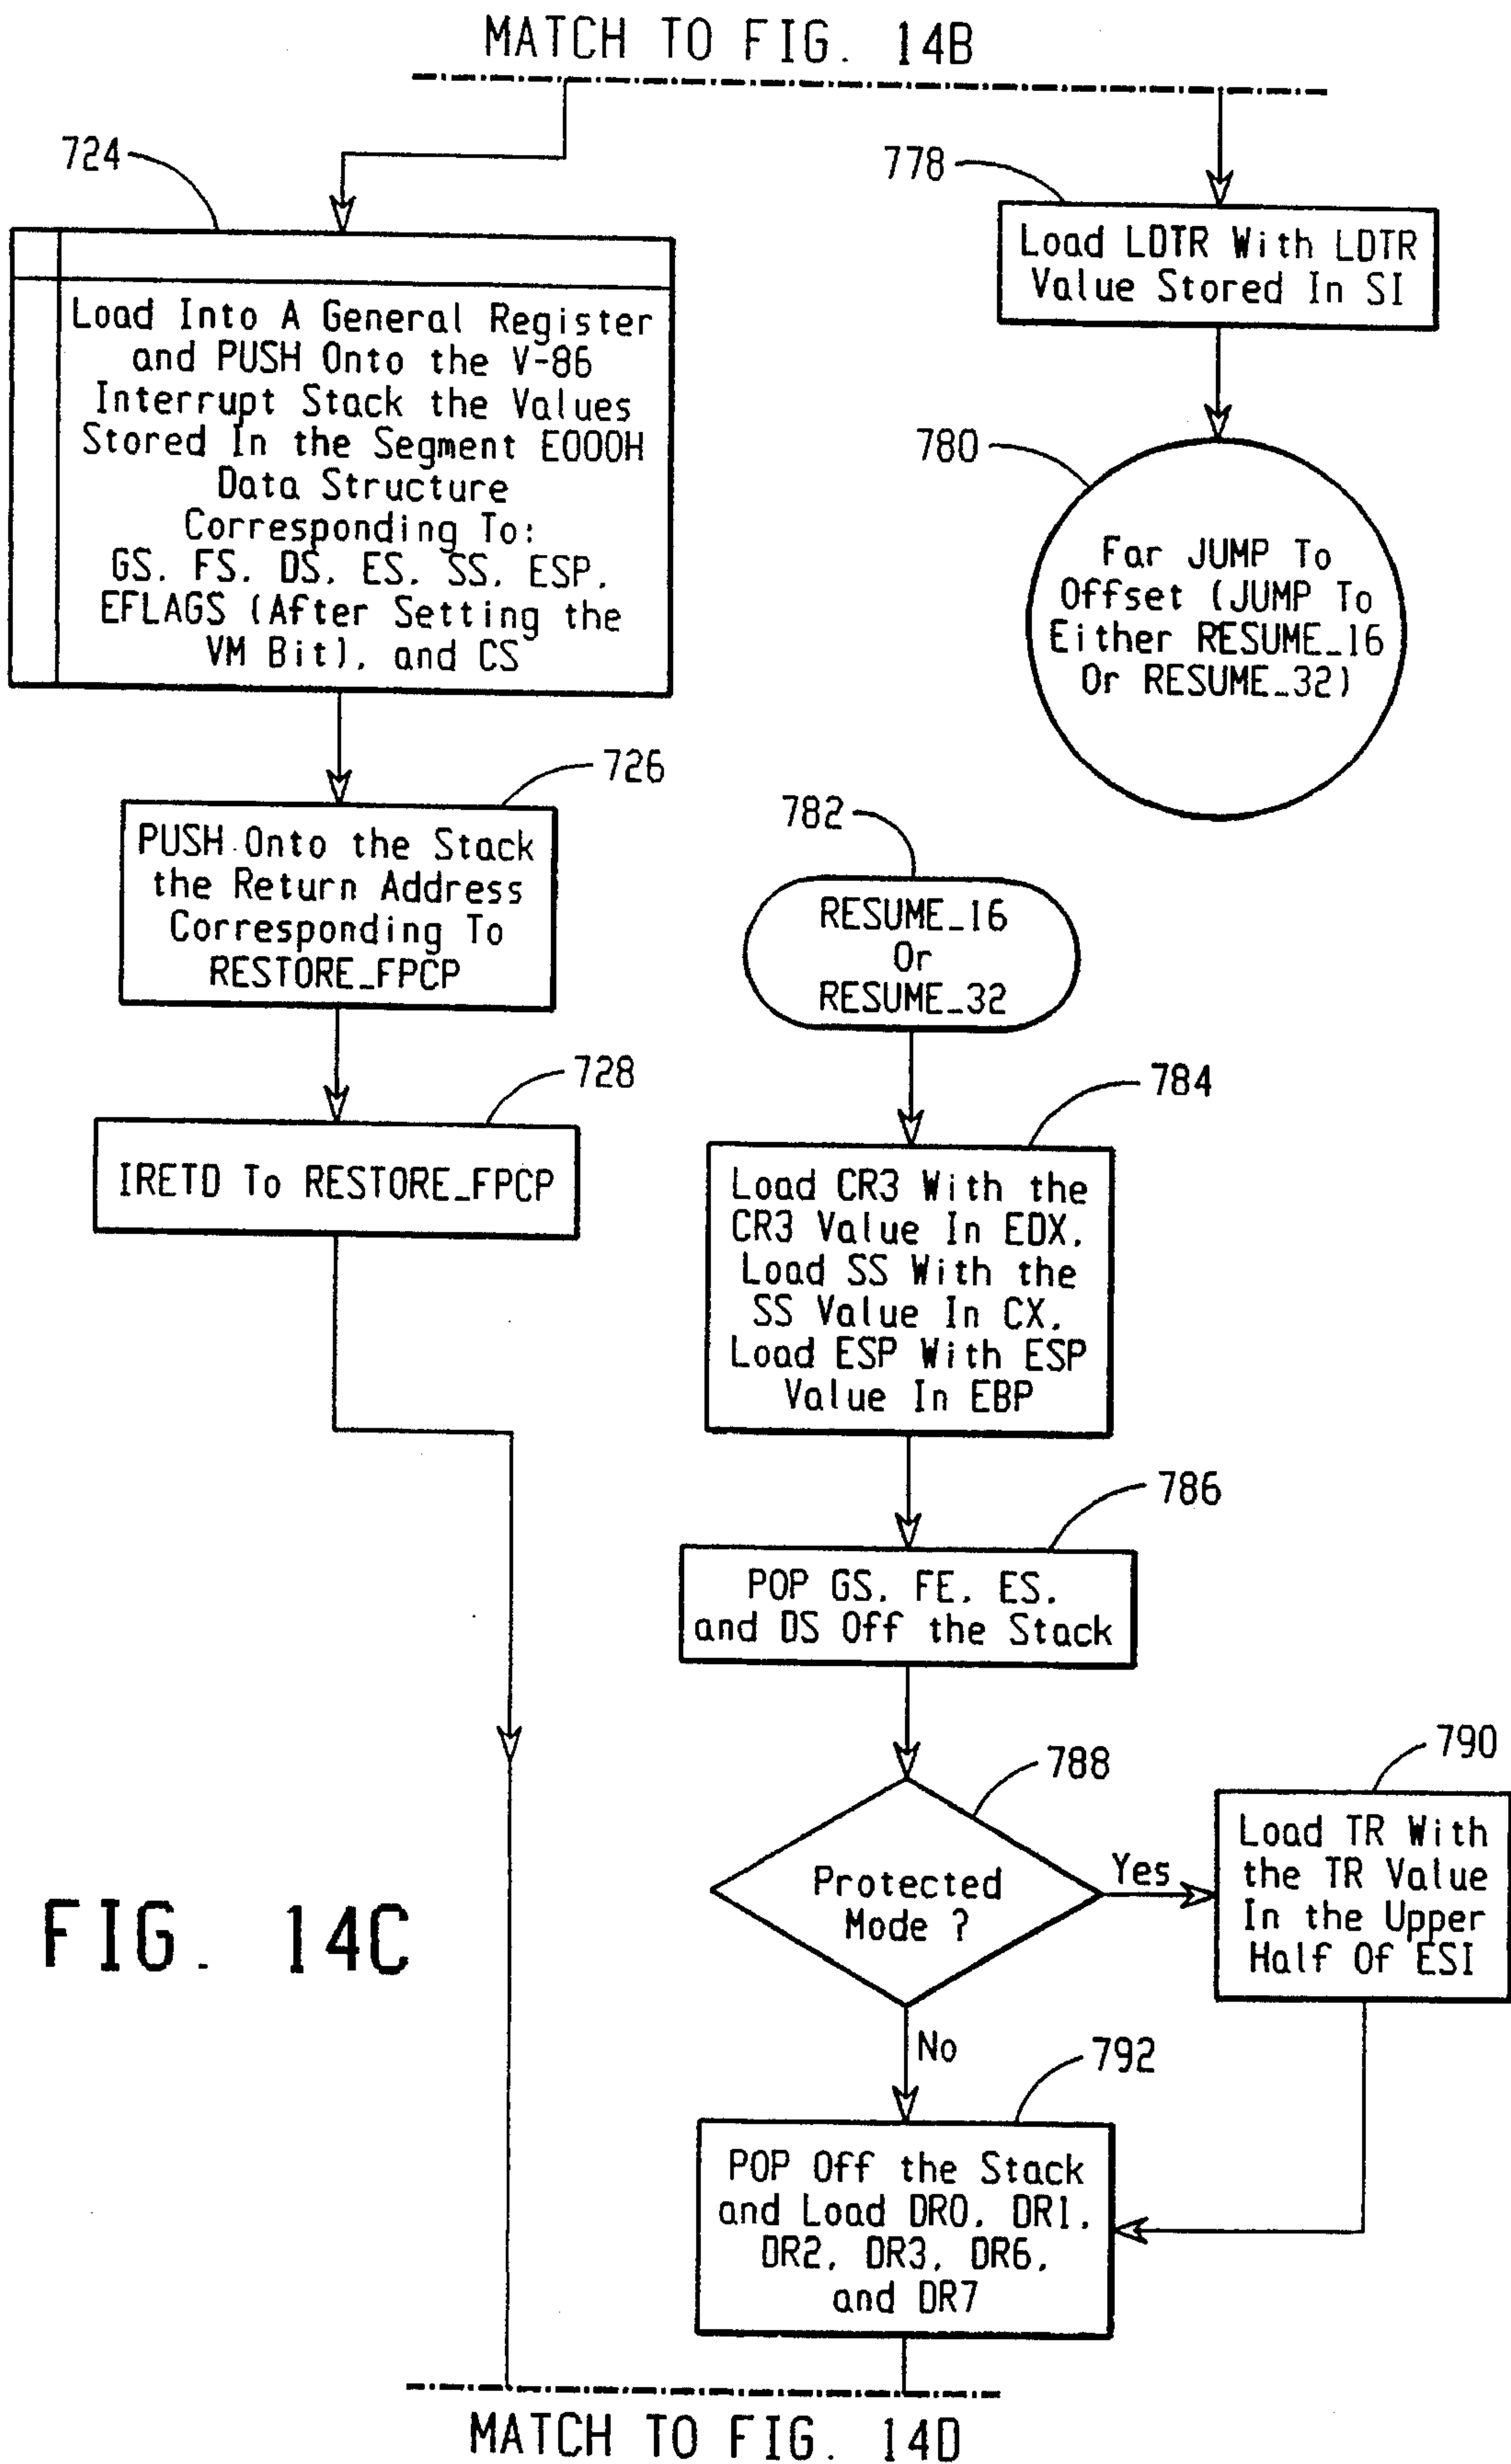 MATCH TO FIG. 14B
724
Load Into A General Register
and PUSH Onto the V-86
Interrupt Stack the Values
Stored In the Segment E000H
Data Structure
Corresponding To:
GS, FS, DS, ES, SS, ESP,
EFLAGS (After Setting the
VM Bit), and CS
726
PUSH Onto the Stack
the Return Address
Corresponding To
RESTORE_FPCP
728
IRETD To RESTORE_FPCP
778
Load LDTR With LDTR
Value Stored In SI
780
Far JUMP To
Offset (JUMP To
Either RESUME_16
Or RESUME_32)
782
RESUME_16
Or
RESUME_32
784
Load CR3 With the
CR3 Value In EDX,
Load SS With the
SS Value In CX,
Load ESP With ESP
Value In EBP
786
POP GS, FE, ES,
and DS Off the Stack
788
Protected
Mode ?
Yes
790
Load TR With
the TR Value
In the Upper
Half Of ESI
No
792
POP Off the Stack
and Load DR0, DR1,
DR2, DR3, DR6,
and DR7
FIG. 14C
MATCH TO FIG. 14D